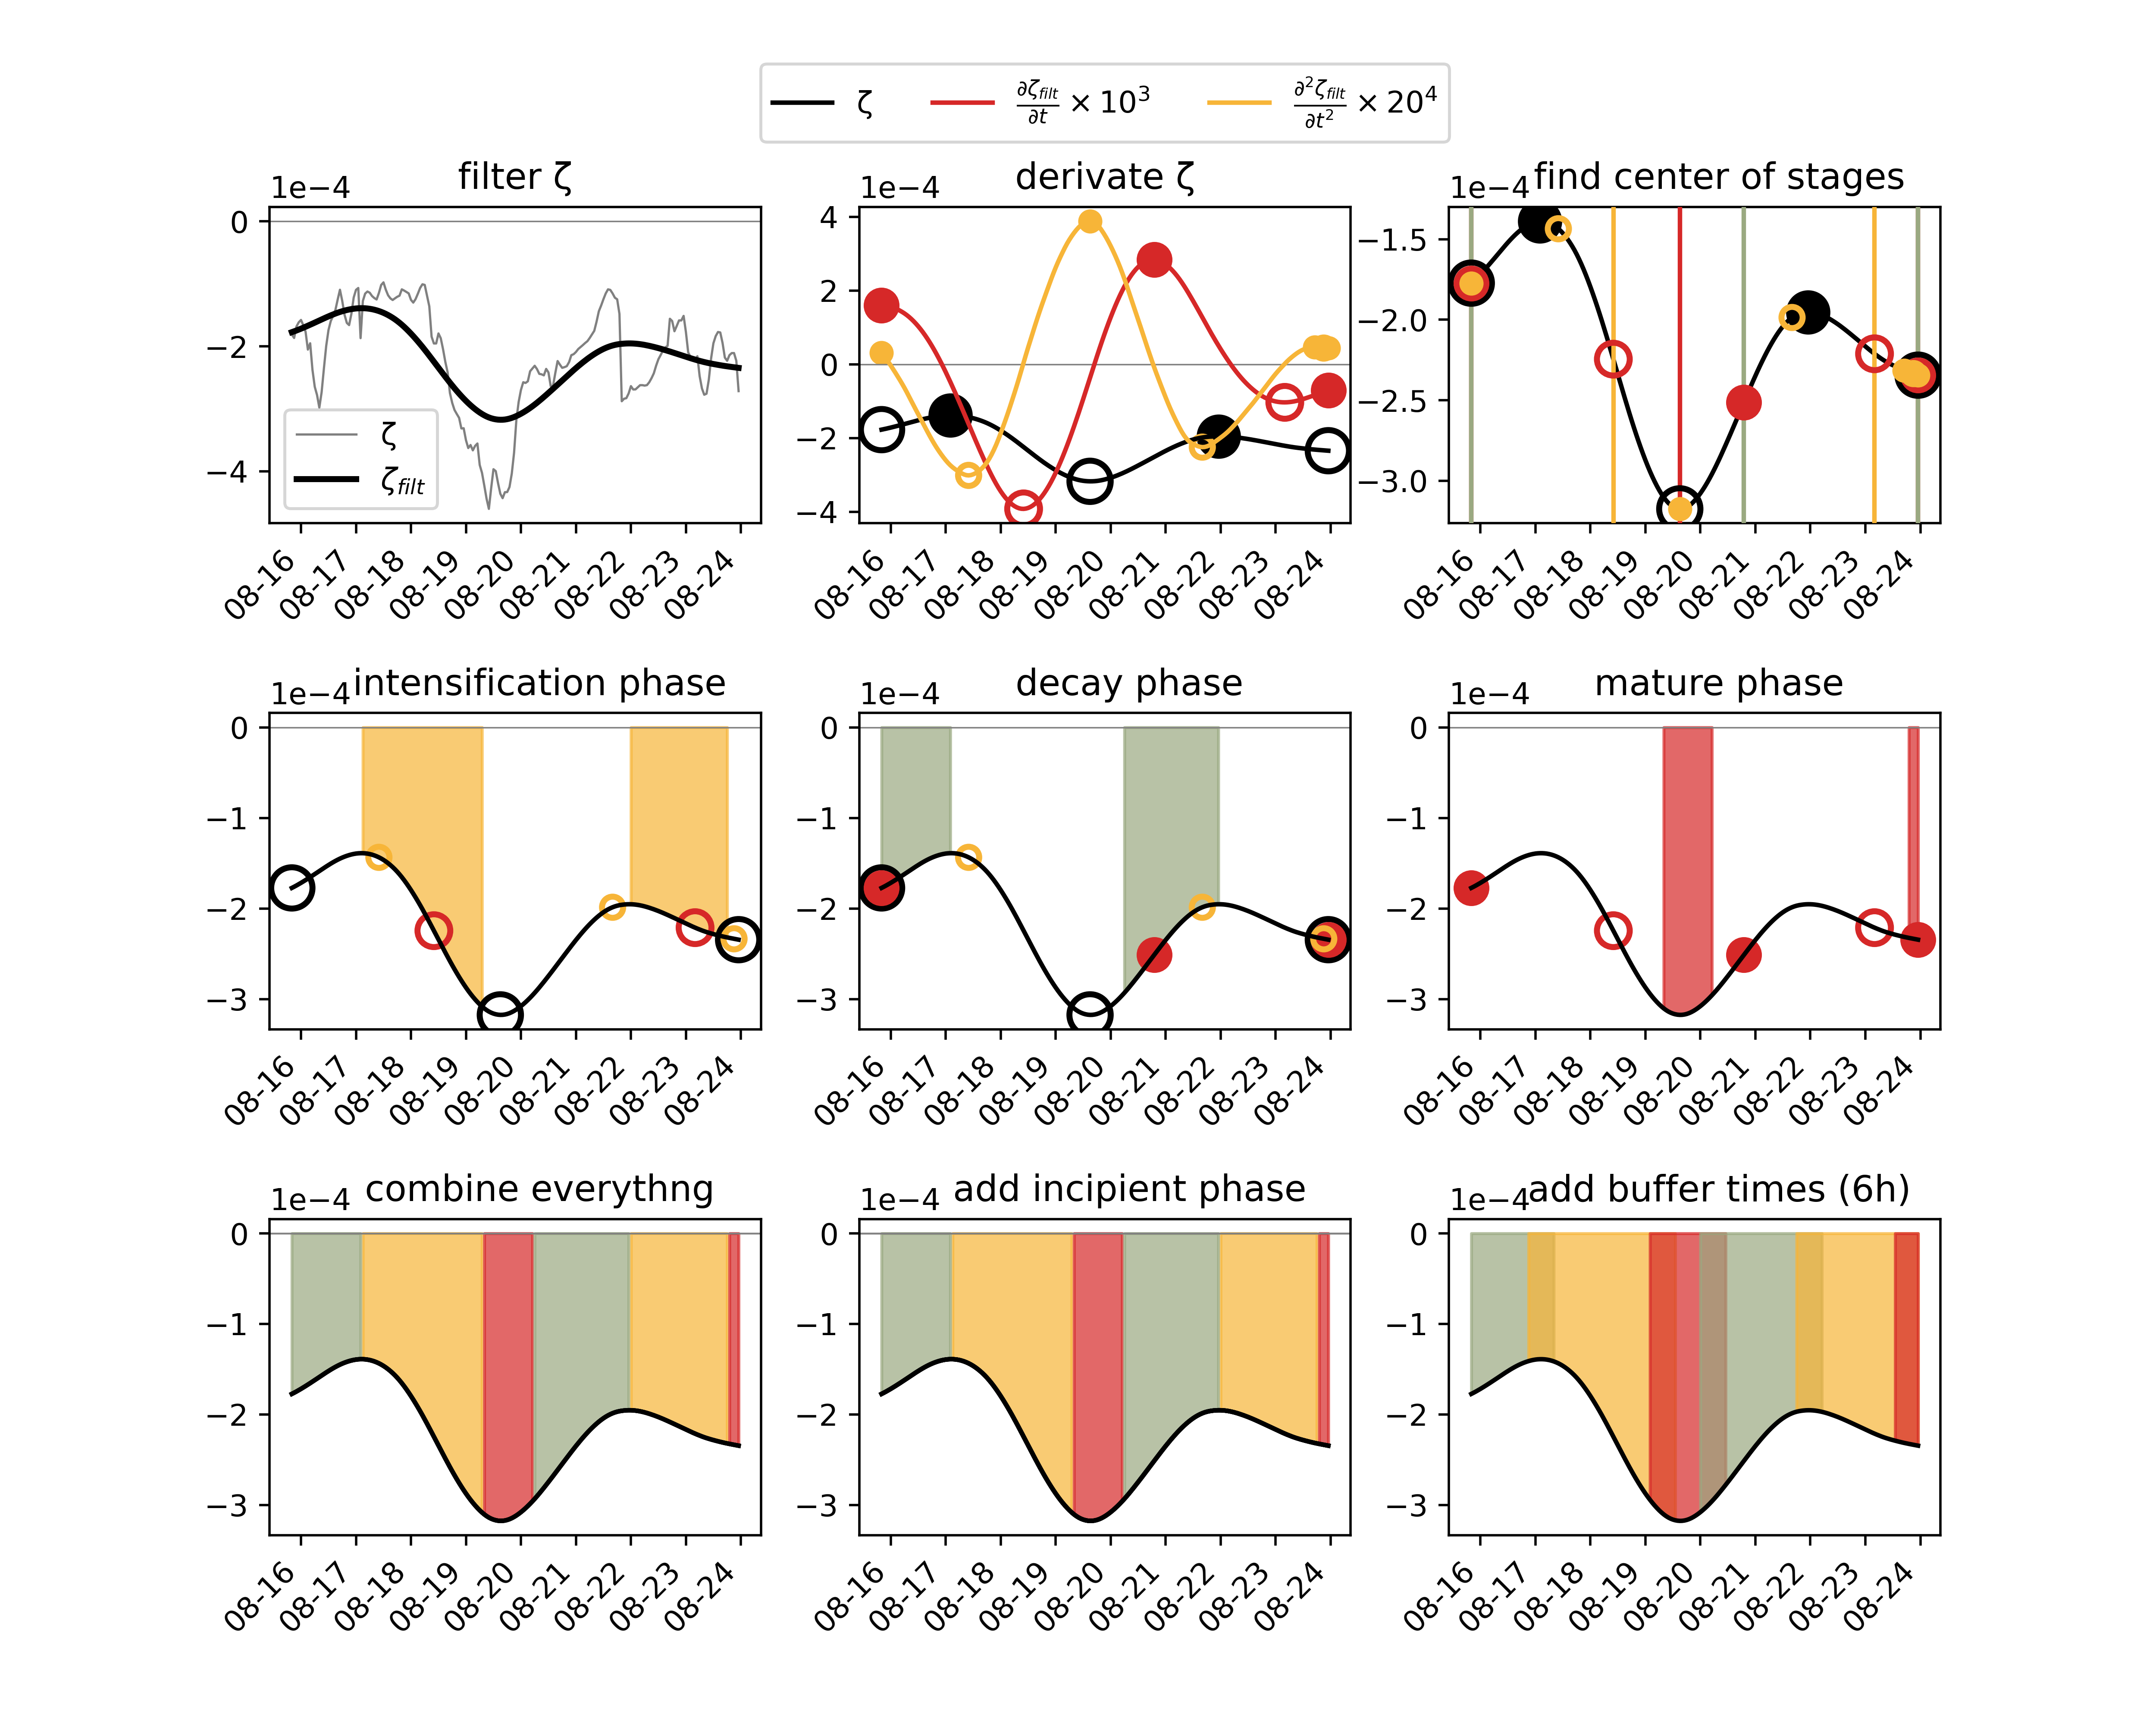 ζ ∂ζ_filt/∂t × 10³ ∂²ζ_filt/∂t² × 20⁴
filter ζ
1e−4
0
−2
−4
ζ
ζ_filt
08-16 08-17 08-18 08-19 08-20 08-21 08-22 08-23 08-24
derivate ζ
1e−4
4
2
0
−2
−4
08-16 08-17 08-18 08-19 08-20 08-21 08-22 08-23 08-24
find center of stages
1e−4
−1.5
−2.0
−2.5
−3.0
08-16 08-17 08-18 08-19 08-20 08-21 08-22 08-23 08-24
intensification phase
1e−4
0
−1
−2
−3
08-16 08-17 08-18 08-19 08-20 08-21 08-22 08-23 08-24
decay phase
1e−4
0
−1
−2
−3
08-16 08-17 08-18 08-19 08-20 08-21 08-22 08-23 08-24
mature phase
1e−4
0
−1
−2
−3
08-16 08-17 08-18 08-19 08-20 08-21 08-22 08-23 08-24
combine everythng
1e−4
0
−1
−2
−3
08-16 08-17 08-18 08-19 08-20 08-21 08-22 08-23 08-24
add incipient phase
1e−4
0
−1
−2
−3
08-16 08-17 08-18 08-19 08-20 08-21 08-22 08-23 08-24
add buffer times (6h)
1e−4
0
−1
−2
−3
08-16 08-17 08-18 08-19 08-20 08-21 08-22 08-23 08-24